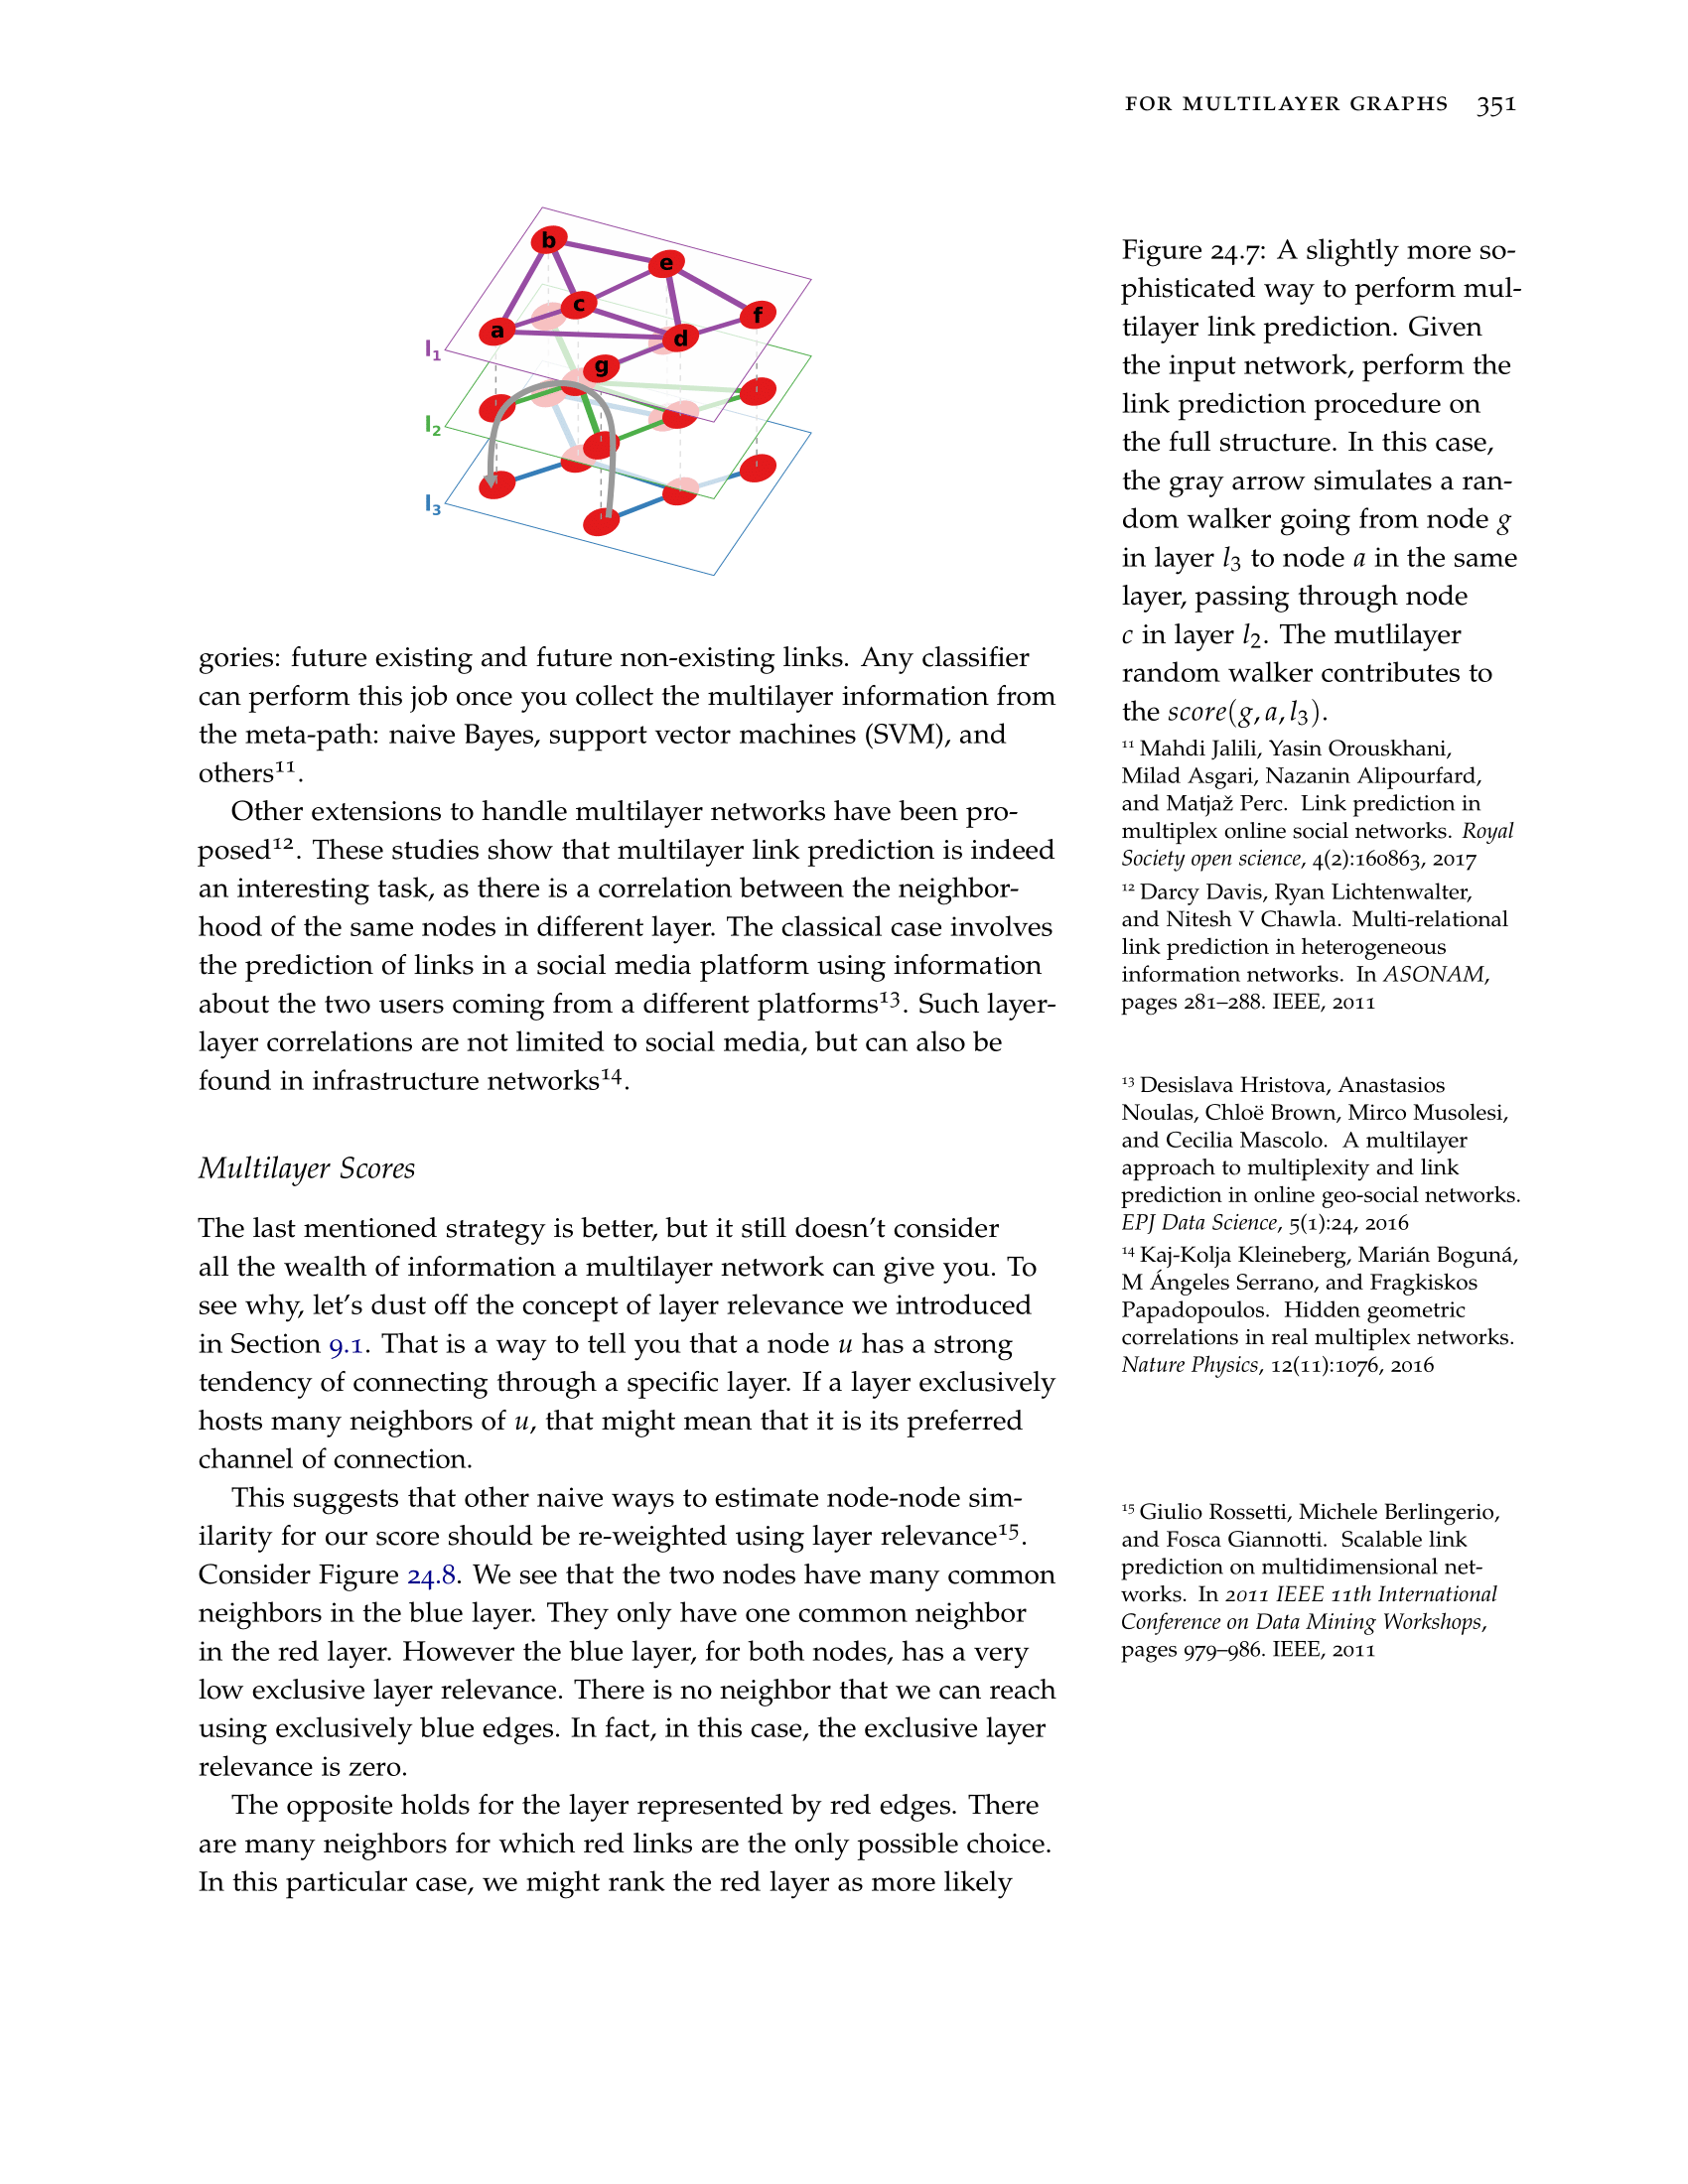 FOR MULTILAYER GRAPHS 351
b
e
c
f
a
d
g
l1
l2
l3
Figure 24.7: A slightly more so-
phisticated way to perform mul-
tilayer link prediction. Given
the input network, perform the
link prediction procedure on
the full structure. In this case,
the gray arrow simulates a ran-
dom walker going from node g
in layer l3 to node a in the same
layer, passing through node
c in layer l2. The mutlilayer
random walker contributes to
the score(g, a, l3).
gories: future existing and future non-existing links. Any classifier
can perform this job once you collect the multilayer information from
the meta-path: naive Bayes, support vector machines (SVM), and
others11.
Other extensions to handle multilayer networks have been pro-
posed12. These studies show that multilayer link prediction is indeed
an interesting task, as there is a correlation between the neighbor-
hood of the same nodes in different layer. The classical case involves
the prediction of links in a social media platform using information
about the two users coming from a different platforms13. Such layer-
layer correlations are not limited to social media, but can also be
found in infrastructure networks14.
Multilayer Scores
The last mentioned strategy is better, but it still doesn't consider
all the wealth of information a multilayer network can give you. To
see why, let's dust off the concept of layer relevance we introduced
in Section 9.1. That is a way to tell you that a node u has a strong
tendency of connecting through a specific layer. If a layer exclusively
hosts many neighbors of u, that might mean that it is its preferred
channel of connection.
This suggests that other naive ways to estimate node-node sim-
ilarity for our score should be re-weighted using layer relevance15.
Consider Figure 24.8. We see that the two nodes have many common
neighbors in the blue layer. They only have one common neighbor
in the red layer. However the blue layer, for both nodes, has a very
low exclusive layer relevance. There is no neighbor that we can reach
using exclusively blue edges. In fact, in this case, the exclusive layer
relevance is zero.
The opposite holds for the layer represented by red edges. There
are many neighbors for which red links are the only possible choice.
In this particular case, we might rank the red layer as more likely
11 Mahdi Jalili, Yasin Orouskhani,
Milad Asgari, Nazanin Alipourfard,
and Matjaž Perc. Link prediction in
multiplex online social networks. Royal
Society open science, 4(2):160863, 2017
12 Darcy Davis, Ryan Lichtenwalter,
and Nitesh V Chawla. Multi-relational
link prediction in heterogeneous
information networks. In ASONAM,
pages 281–288. IEEE, 2011
13 Desislava Hristova, Anastasios
Noulas, Chloë Brown, Mirco Musolesi,
and Cecilia Mascolo. A multilayer
approach to multiplexity and link
prediction in online geo-social networks.
EPJ Data Science, 5(1):24, 2016
14 Kaj-Kolja Kleineberg, Marián Boguná,
M Ángeles Serrano, and Fragkiskos
Papadopoulos. Hidden geometric
correlations in real multiplex networks.
Nature Physics, 12(11):1076, 2016
15 Giulio Rossetti, Michele Berlingerio,
and Fosca Giannotti. Scalable link
prediction on multidimensional net-
works. In 2011 IEEE 11th International
Conference on Data Mining Workshops,
pages 979–986. IEEE, 2011